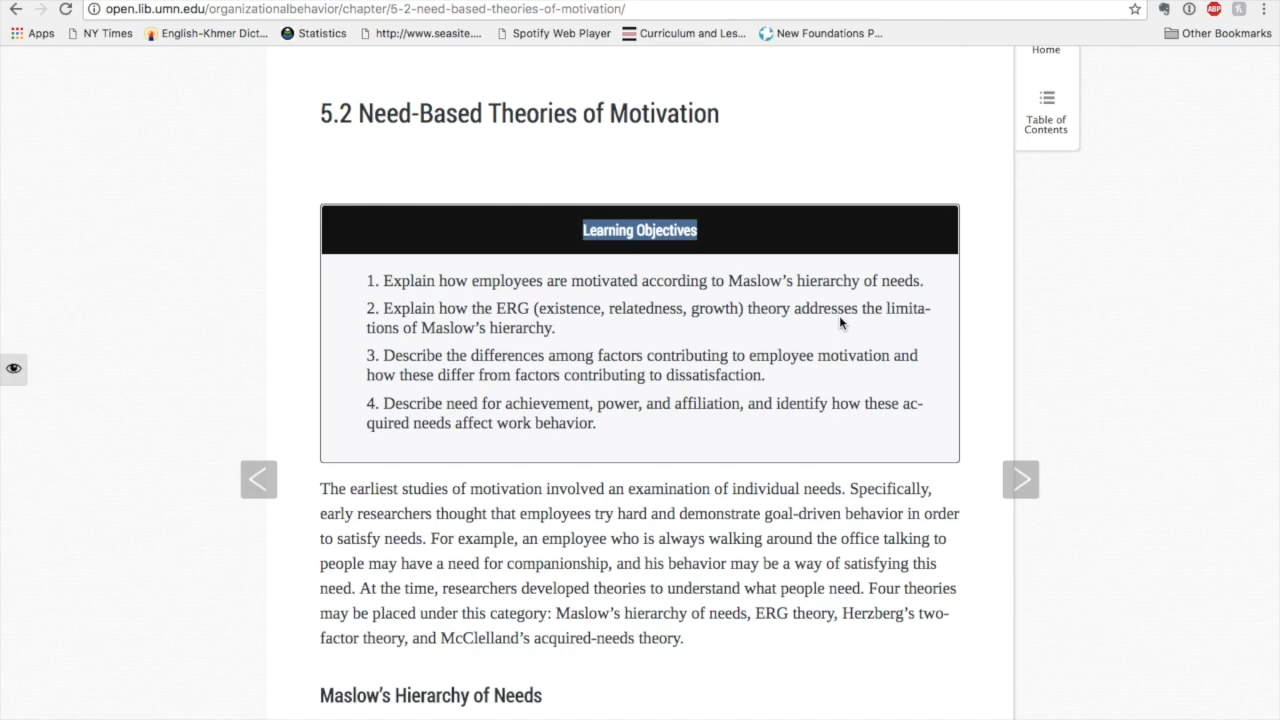 open.lib.umn.edu/organizationalbehavior/chapter/5-2-need-based-theories-of-motivation/
ABP
Apps NY Times English-Khmer Dict... Statistics http://www.seasite.... Spotify Web Player Curriculum and Les... New Foundations P... Other Bookmarks
Home
Table of
Contents
5.2 Need-Based Theories of Motivation
Learning Objectives
1. Explain how employees are motivated according to Maslow’s hierarchy of needs.
2. Explain how the ERG (existence, relatedness, growth) theory addresses the limita-
tions of Maslow’s hierarchy.
3. Describe the differences among factors contributing to employee motivation and
how these differ from factors contributing to dissatisfaction.
4. Describe need for achievement, power, and affiliation, and identify how these ac-
quired needs affect work behavior.
The earliest studies of motivation involved an examination of individual needs. Specifically,
early researchers thought that employees try hard and demonstrate goal-driven behavior in order
to satisfy needs. For example, an employee who is always walking around the office talking to
people may have a need for companionship, and his behavior may be a way of satisfying this
need. At the time, researchers developed theories to understand what people need. Four theories
may be placed under this category: Maslow’s hierarchy of needs, ERG theory, Herzberg’s two-
factor theory, and McClelland’s acquired-needs theory.
Maslow’s Hierarchy of Needs